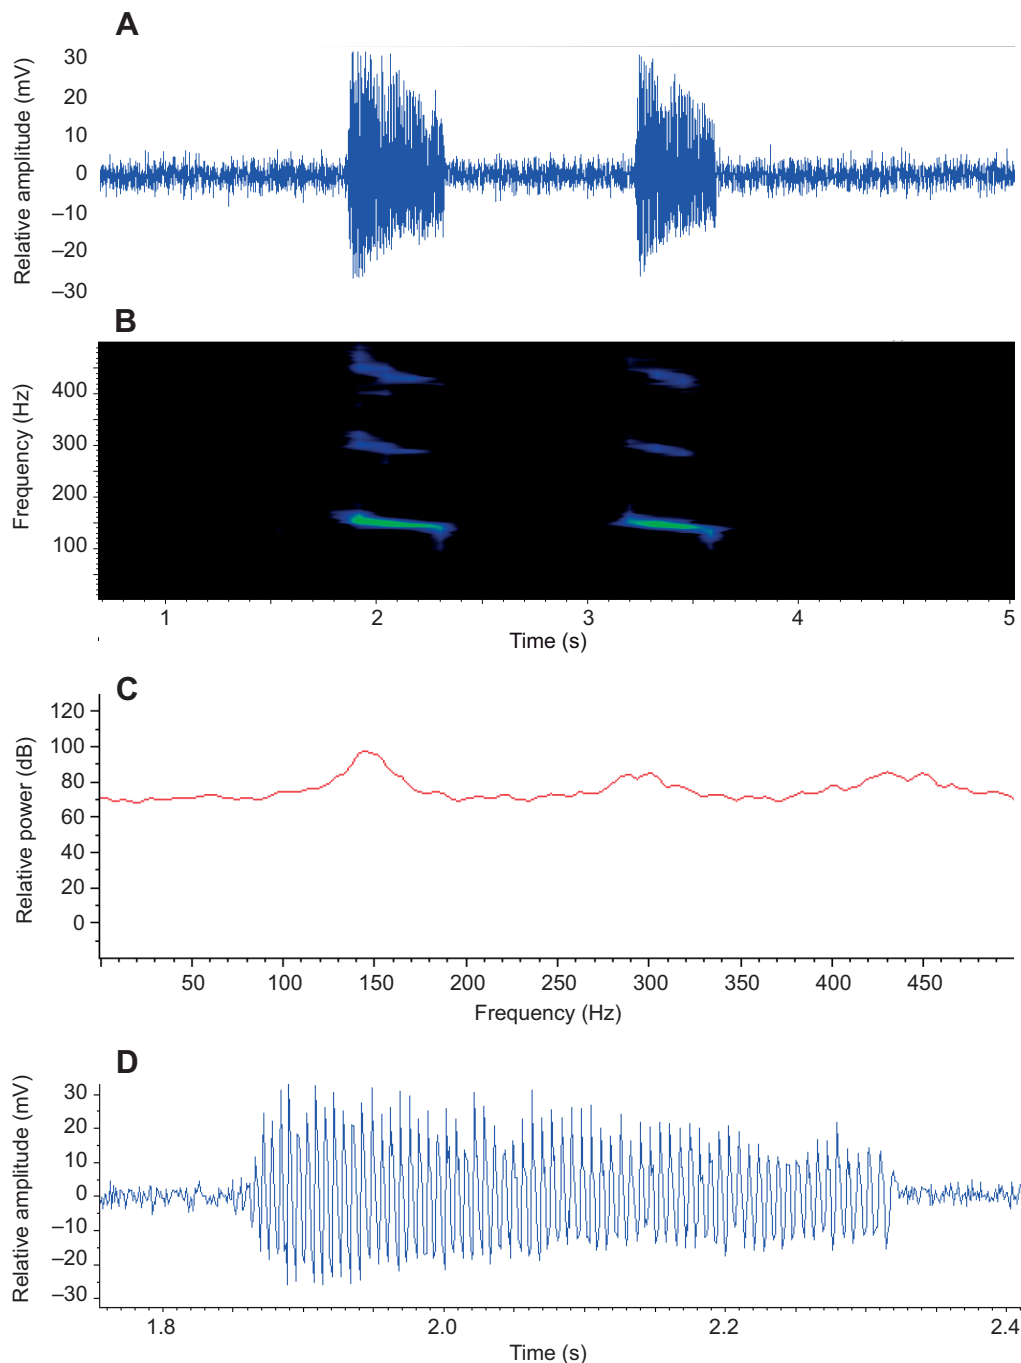 A
Relative amplitude (mV)
30
20
10
0
–10
–20
–30
B
Frequency (Hz)
400
300
200
100
1 2 3 4 5
Time (s)
C
Relative power (dB)
120
100
80
60
40
20
0
50 100 150 200 250 300 350 400 450
Frequency (Hz)
D
Relative amplitude (mV)
30
20
10
0
–10
–20
–30
1.8 2.0 2.2 2.4
Time (s)